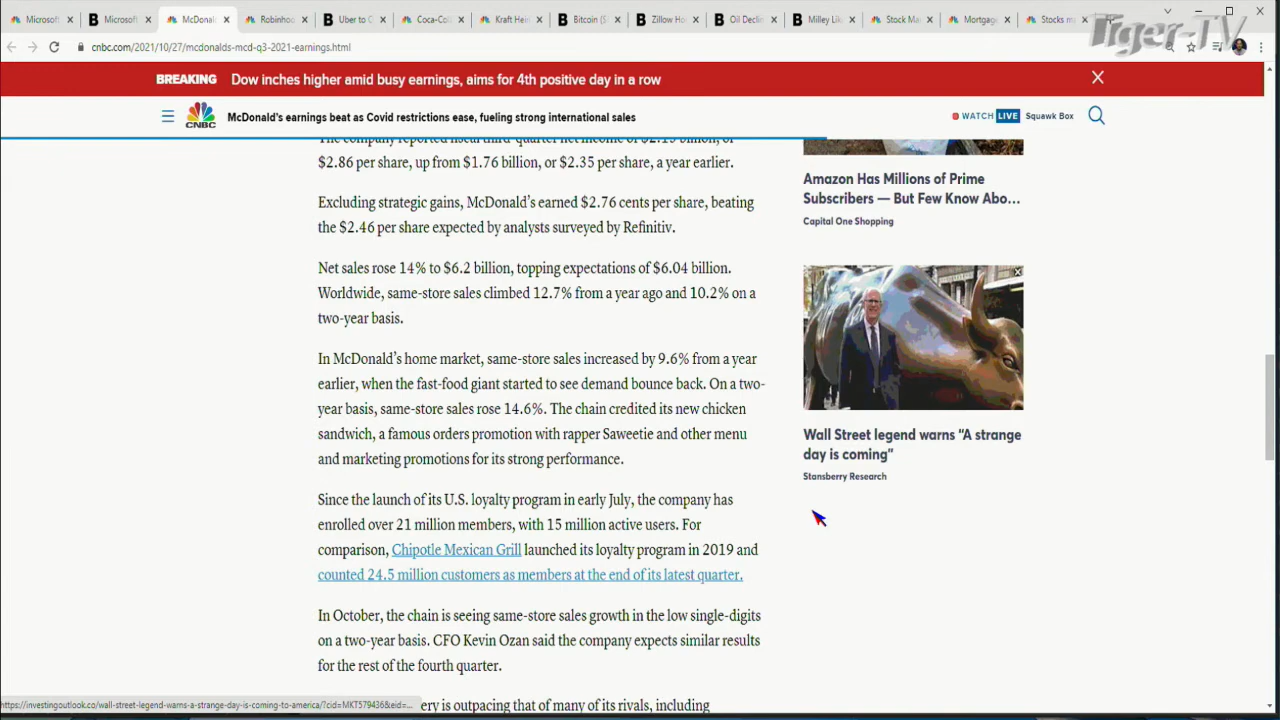 Microsoft
Microsoft
McDonald
Robinhoo
Uber to C
Coca-Col
Kraft Hei
Bitcoin ($
Zillow Ho
Oil Declin
Milley Lik
Stock Ma
Mortgag
Stocks m
Tiger-TV
cnbc.com/2021/10/27/mcdonalds-mcd-q3-2021-earnings.html
BREAKING Dow inches higher amid busy earnings, aims for 4th positive day in a row
CNBC
McDonald's earnings beat as Covid restrictions ease, fueling strong international sales
WATCH LIVE Squawk Box
The company reported fiscal third-quarter net income of $2.15 billion, or
$2.86 per share, up from $1.76 billion, or $2.35 per share, a year earlier.
Excluding strategic gains, McDonald's earned $2.76 cents per share, beating
the $2.46 per share expected by analysts surveyed by Refinitiv.
Net sales rose 14% to $6.2 billion, topping expectations of $6.04 billion.
Worldwide, same-store sales climbed 12.7% from a year ago and 10.2% on a
two-year basis.
In McDonald's home market, same-store sales increased by 9.6% from a year
earlier, when the fast-food giant started to see demand bounce back. On a two-
year basis, same-store sales rose 14.6%. The chain credited its new chicken
sandwich, a famous orders promotion with rapper Saweetie and other menu
and marketing promotions for its strong performance.
Since the launch of its U.S. loyalty program in early July, the company has
enrolled over 21 million members, with 15 million active users. For
comparison, Chipotle Mexican Grill launched its loyalty program in 2019 and
counted 24.5 million customers as members at the end of its latest quarter.
In October, the chain is seeing same-store sales growth in the low single-digits
on a two-year basis. CFO Kevin Ozan said the company expects similar results
for the rest of the fourth quarter.
ery is outpacing that of many of its rivals, including
Amazon Has Millions of Prime
Subscribers — But Few Know Abo...
Capital One Shopping
Wall Street legend warns "A strange
day is coming"
Stansberry Research
https://investingoutlook.co/wall-street-legend-warns-a-strange-day-is-coming-to-america/?cid=MKT579436&eid=...